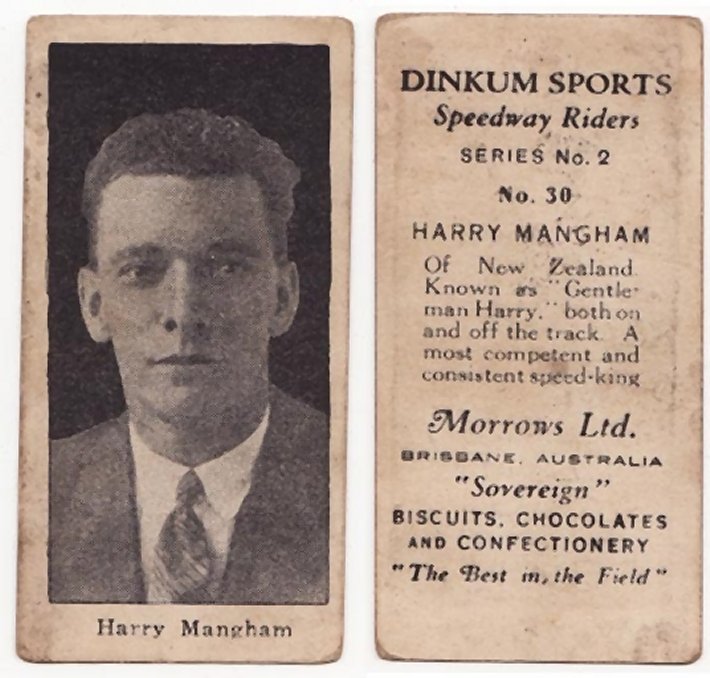 Harry Mangham
DINKUM SPORTS
Speedway Riders
SERIES No. 2
No. 30
HARRY MANGHAM
Of New Zealand.
Known as "Gentle-
man Harry," both on
and off the track. A
most competent and
consistent speed-king
Morrows Ltd.
BRISBANE, AUSTRALIA
"Sovereign"
BISCUITS, CHOCOLATES
AND CONFECTIONERY
"The Best in, the Field"